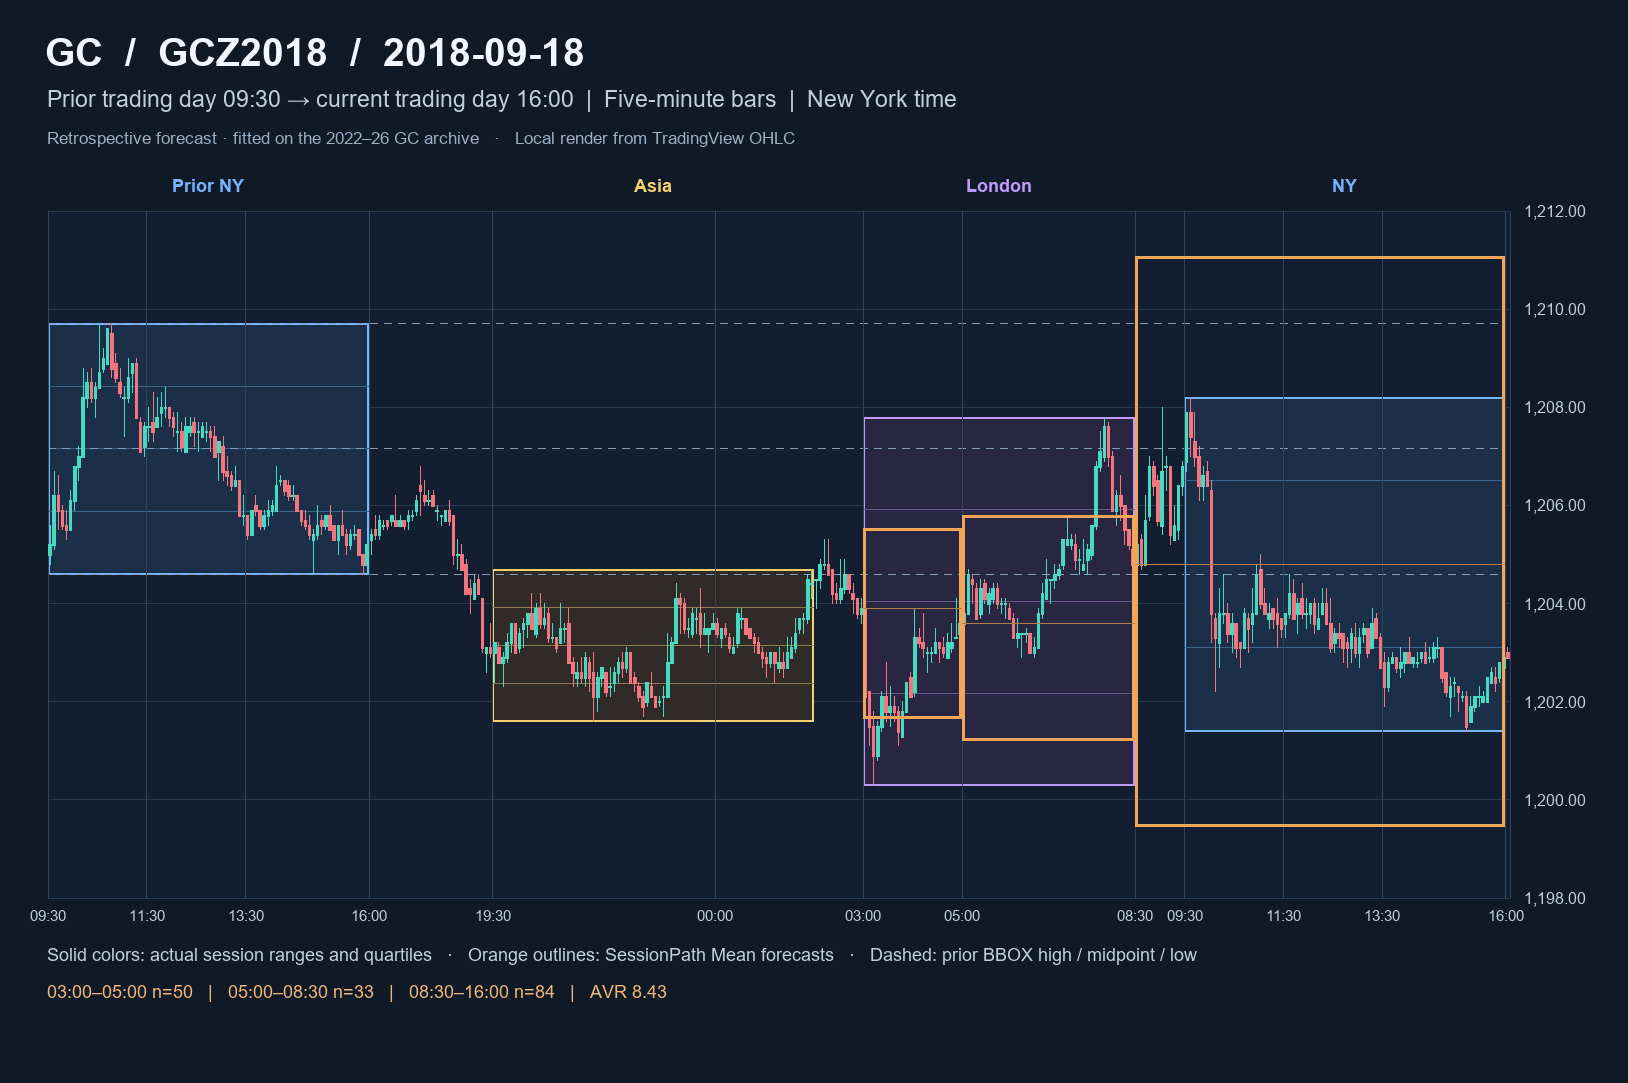 GC / GCZ2018 / 2018-09-18
Prior trading day 09:30 → current trading day 16:00 | Five-minute bars | New York time
Retrospective forecast · fitted on the 2022–26 GC archive · Local render from TradingView OHLC
Prior NY Asia London NY
1,212.00
1,210.00
1,208.00
1,206.00
1,204.00
1,202.00
1,200.00
1,198.00
09:30 11:30 13:30 16:00 19:30 00:00 03:00 05:00 08:30 09:30 11:30 13:30 16:00
Solid colors: actual session ranges and quartiles · Orange outlines: SessionPath Mean forecasts · Dashed: prior BBOX high / midpoint / low
03:00–05:00 n=50 | 05:00–08:30 n=33 | 08:30–16:00 n=84 | AVR 8.43